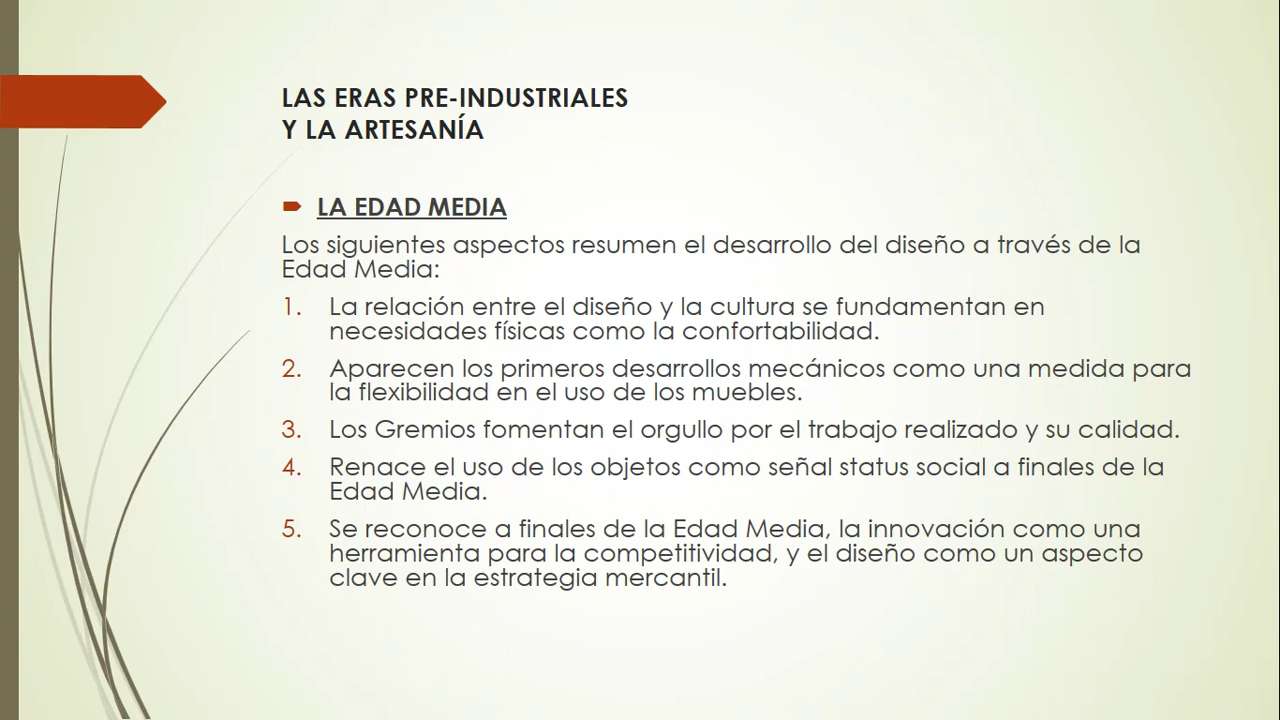 LAS ERAS PRE-INDUSTRIALES
Y LA ARTESANÍA
LA EDAD MEDIA
Los siguientes aspectos resumen el desarrollo del diseño a través de la
Edad Media:
1. La relación entre el diseño y la cultura se fundamentan en
necesidades físicas como la confortabilidad.
2. Aparecen los primeros desarrollos mecánicos como una medida para
la flexibilidad en el uso de los muebles.
3. Los Gremios fomentan el orgullo por el trabajo realizado y su calidad.
4. Renace el uso de los objetos como señal status social a finales de la
Edad Media.
5. Se reconoce a finales de la Edad Media, la innovación como una
herramienta para la competitividad, y el diseño como un aspecto
clave en la estrategia mercantil.